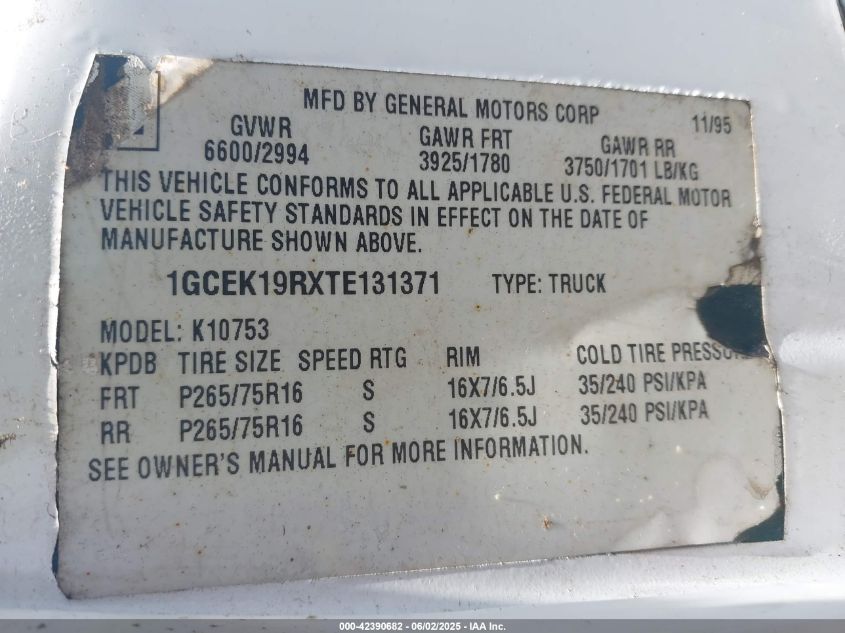 MFD BY GENERAL MOTORS CORP 11/95
GVWR GAWR FRT GAWR RR
6600/2994 3925/1780 3750/1701 LB/KG
THIS VEHICLE CONFORMS TO ALL APPLICABLE U.S. FEDERAL MOTOR
VEHICLE SAFETY STANDARDS IN EFFECT ON THE DATE OF
MANUFACTURE SHOWN ABOVE.
1GCEK19RXTE131371 TYPE: TRUCK
MODEL: K10753
KPDB TIRE SIZE SPEED RTG RIM COLD TIRE PRESSU
FRT P265/75R16 S 16X7/6.5J 35/240 PSI/KPA
RR P265/75R16 S 16X7/6.5J 35/240 PSI/KPA
SEE OWNER'S MANUAL FOR MORE INFORMATION.
000-42390682 - 06/02/2025 - IAA Inc.